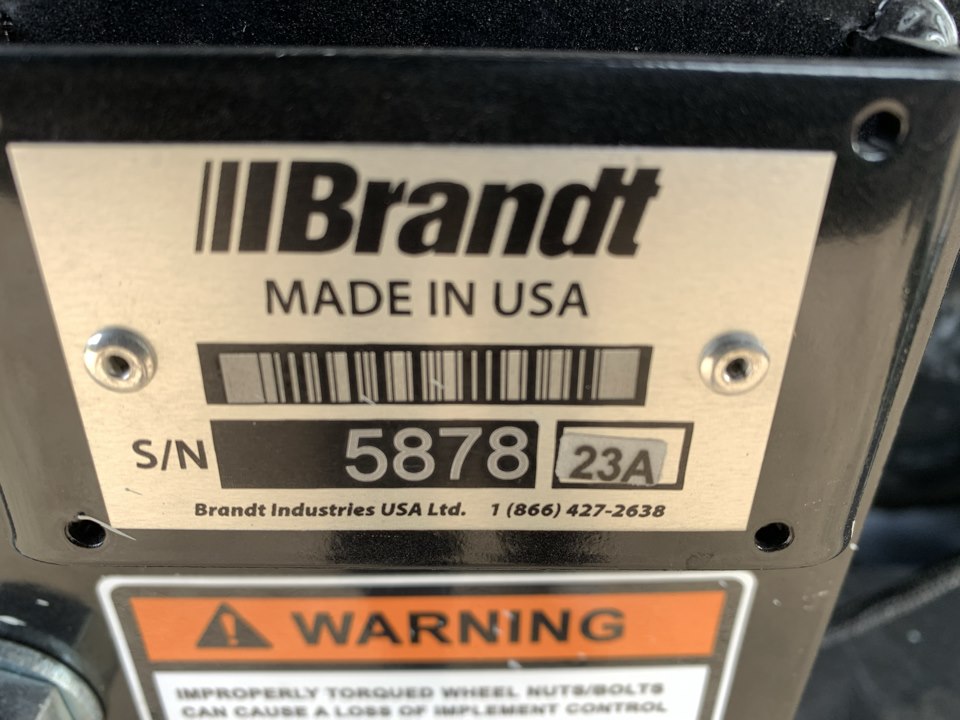 Brandt
MADE IN USA
S/N 5878 23A
Brandt Industries USA Ltd. 1 (866) 427-2638
WARNING
IMPROPERLY TORQUED WHEEL NUTS/BOLTS
CAN CAUSE A LOSS OF IMPLEMENT CONTROL